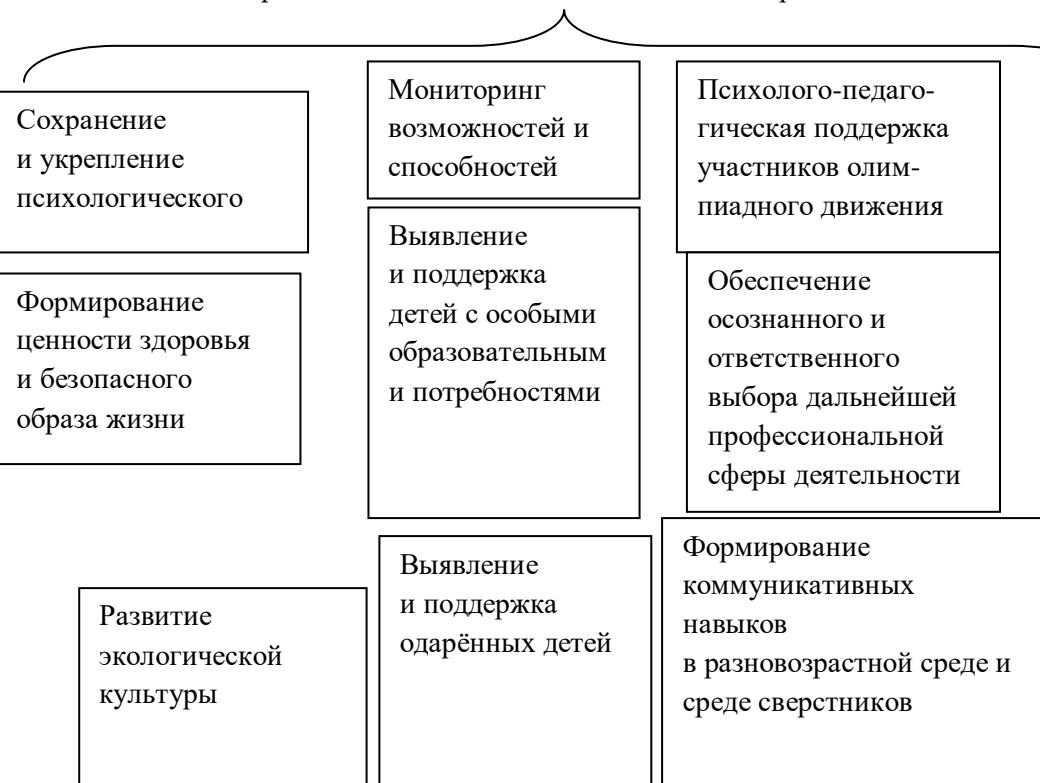 Сохранение
и укрепление
психологического
Формирование
ценности здоровья
и безопасного
образа жизни
Развитие
экологической
культуры
Мониторинг
возможностей и
способностей
Выявление
и поддержка
детей с особыми
образовательным
и потребностями
Выявление
и поддержка
одарённых детей
Психолого-педаго-
гическая поддержка
участников олим-
пиадного движения
Обеспечение
осознанного и
ответственного
выбора дальнейшей
профессиональной
сферы деятельности
Формирование
коммуникативных
навыков
в разновозрастной среде и
среде сверстников